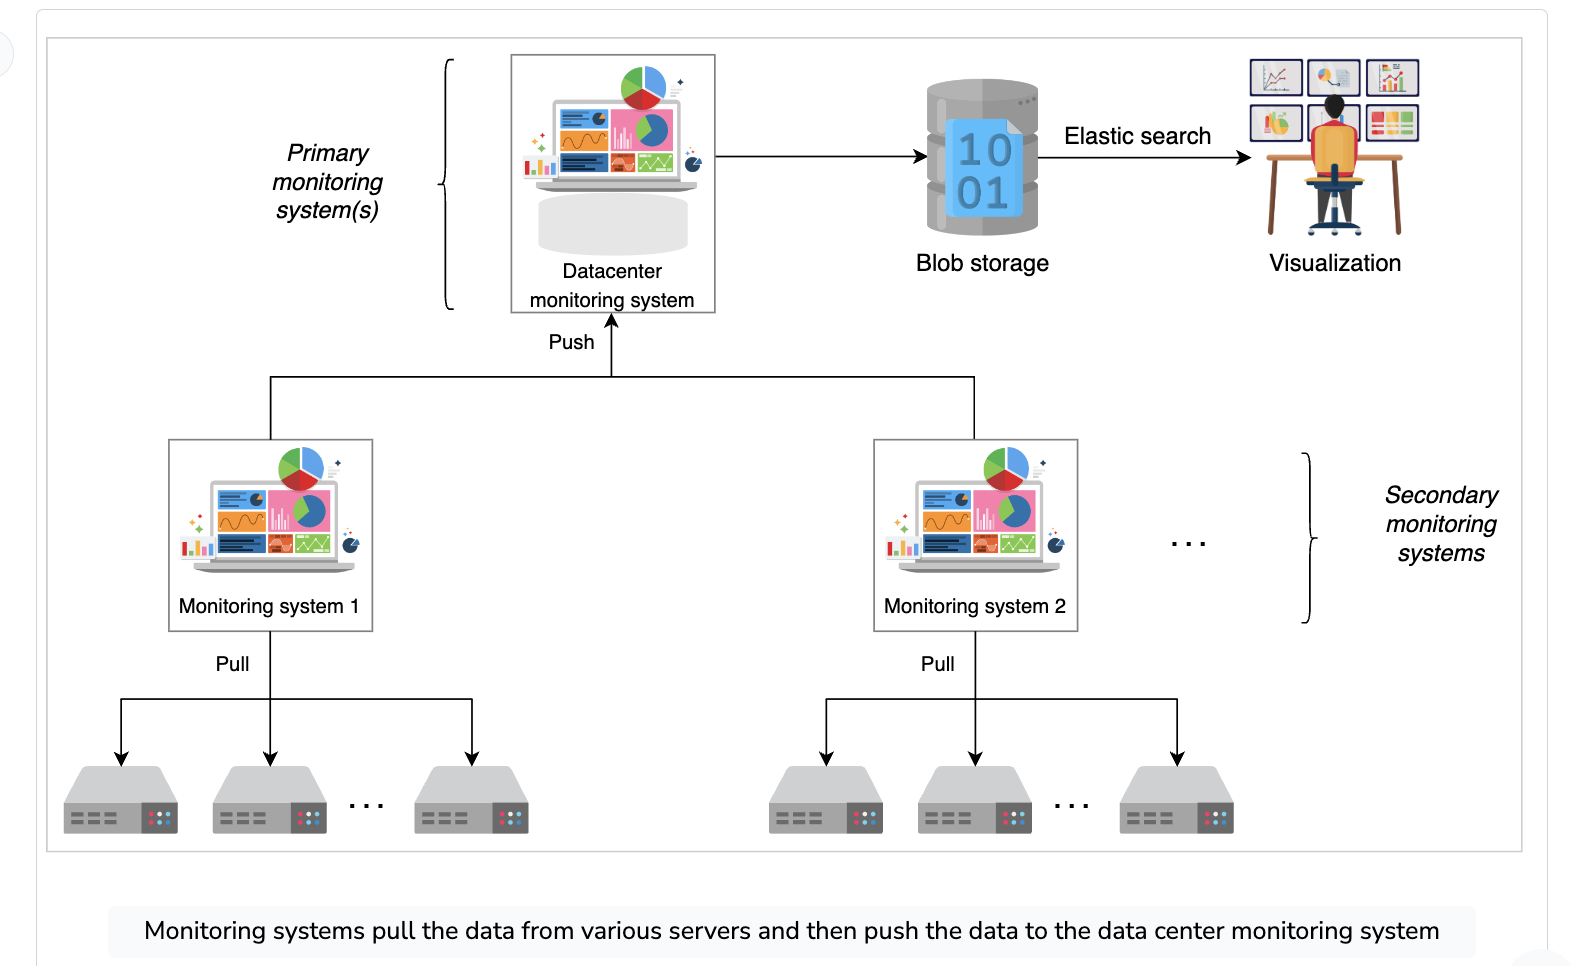 Primary
monitoring
system(s)
10
01
Elastic search
Blob storage
Visualization
Datacenter
monitoring system
Push
Monitoring system 1
Monitoring system 2
...
Secondary
monitoring
systems
Pull
Pull
...
...
Monitoring systems pull the data from various servers and then push the data to the data center monitoring system